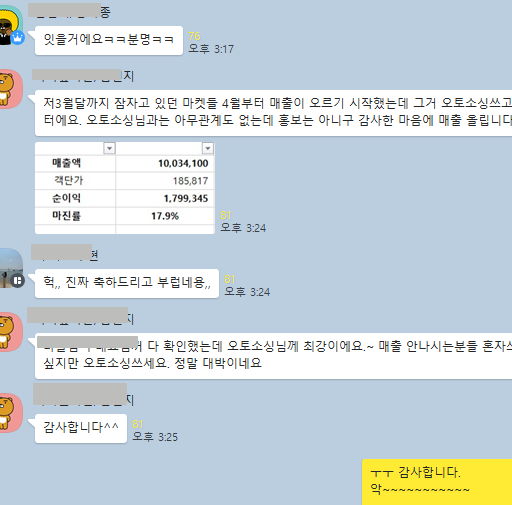 종
잇을거에요ㅋㅋ분명ㅋㅋ
76
오후 3:17
지
저3월달까지 잠자고 있던 마켓들 4월부터 매출이 오르기 시작했는데 그거 오토소싱쓰고
터에요. 오토소싱님과는 아무관계도 없는데 홍보는 아니구 감사한 마음에 매출 올립니다
매출액 10,034,100
객단가 185,817
순이익 1,799,345
마진률 17.9%
81
오후 3:24
현
헉,, 진짜 축하드리고 부럽네용,,
81
오후 3:24
지
다 확인했는데 오토소싱님께 최강이에요.~ 매출 안나시는분들 혼자쓰
싶지만 오토소싱쓰세요. 정말 대박이네요
지
감사합니다^^
81
오후 3:25
ㅜㅜ 감사합니다.
악~~~~~~~~~~~